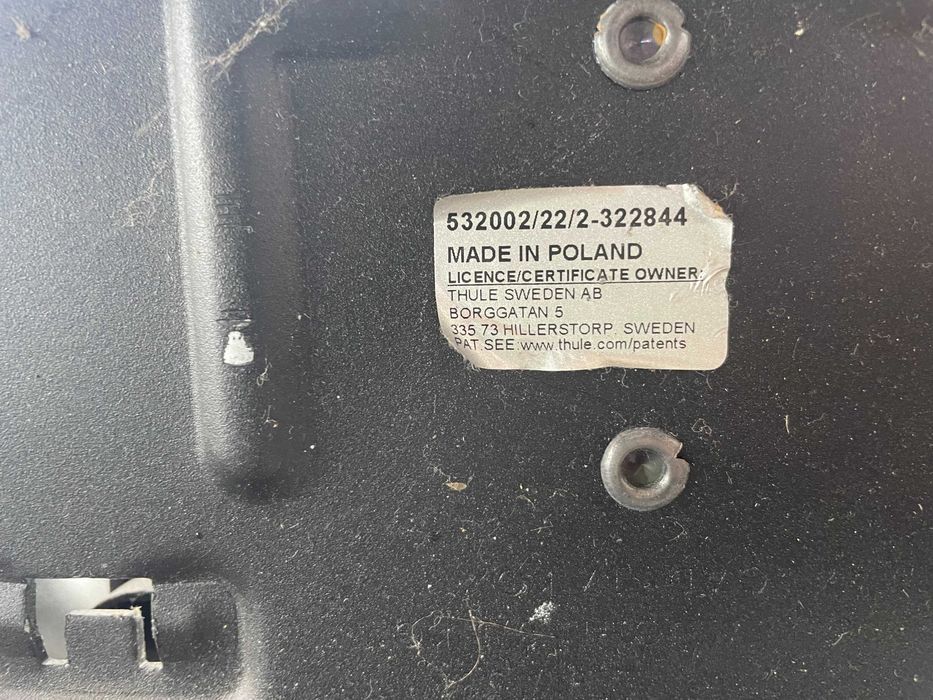 532002/22/2-322844
MADE IN POLAND
LICENCE/CERTIFICATE OWNER:
THULE SWEDEN AB
BORGGATAN 5
335 73 HILLERSTORP. SWEDEN
PAT.SEE:www.thule.com/patents